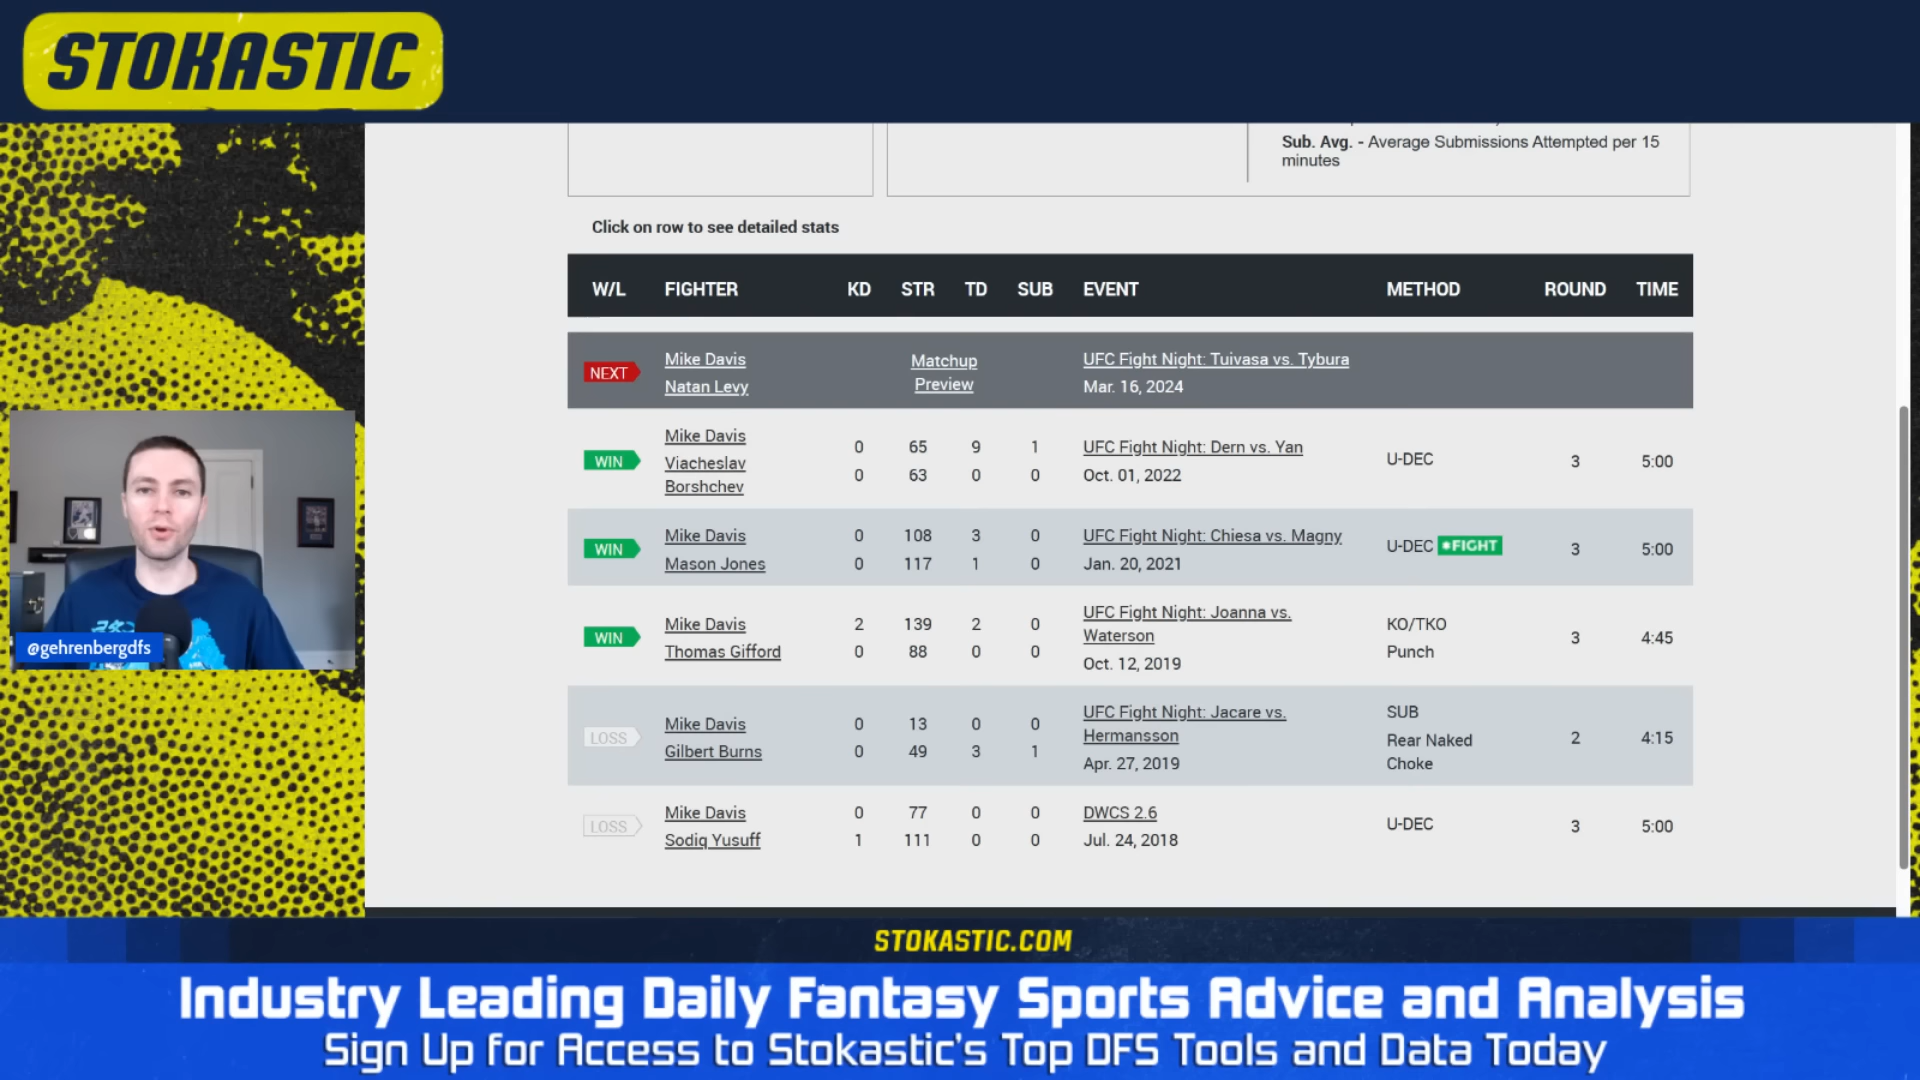 STOKASTIC
Sub. Avg. - Average Submissions Attempted per 15
minutes
Click on row to see detailed stats
W/L FIGHTER KD STR TD SUB EVENT METHOD ROUND TIME
NEXT
Mike Davis
Natan Levy
Matchup
Preview
UFC Fight Night: Tuivasa vs. Tybura
Mar. 16, 2024
WIN
Mike Davis 0 65 9 1
Viacheslav 0 63 0 0
Borshchev
UFC Fight Night: Dern vs. Yan
Oct. 01, 2022
U-DEC 3 5:00
WIN
Mike Davis 0 108 3 0
Mason Jones 0 117 1 0
UFC Fight Night: Chiesa vs. Magny
Jan. 20, 2021
U-DEC FIGHT 3 5:00
WIN
Mike Davis 2 139 2 0
Thomas Gifford 0 88 0 0
UFC Fight Night: Joanna vs.
Waterson
Oct. 12, 2019
KO/TKO
Punch
3 4:45
LOSS
Mike Davis 0 13 0 0
Gilbert Burns 0 49 3 1
UFC Fight Night: Jacare vs.
Hermansson
Apr. 27, 2019
SUB
Rear Naked
Choke
2 4:15
LOSS
Mike Davis 0 77 0 0
Sodiq Yusuff 1 111 0 0
DWCS 2.6
Jul. 24, 2018
U-DEC 3 5:00
@gehrenbergdfs
STOKASTIC.COM
Industry Leading Daily Fantasy Sports Advice and Analysis
Sign Up for Access to Stokastic's Top DFS Tools and Data Today